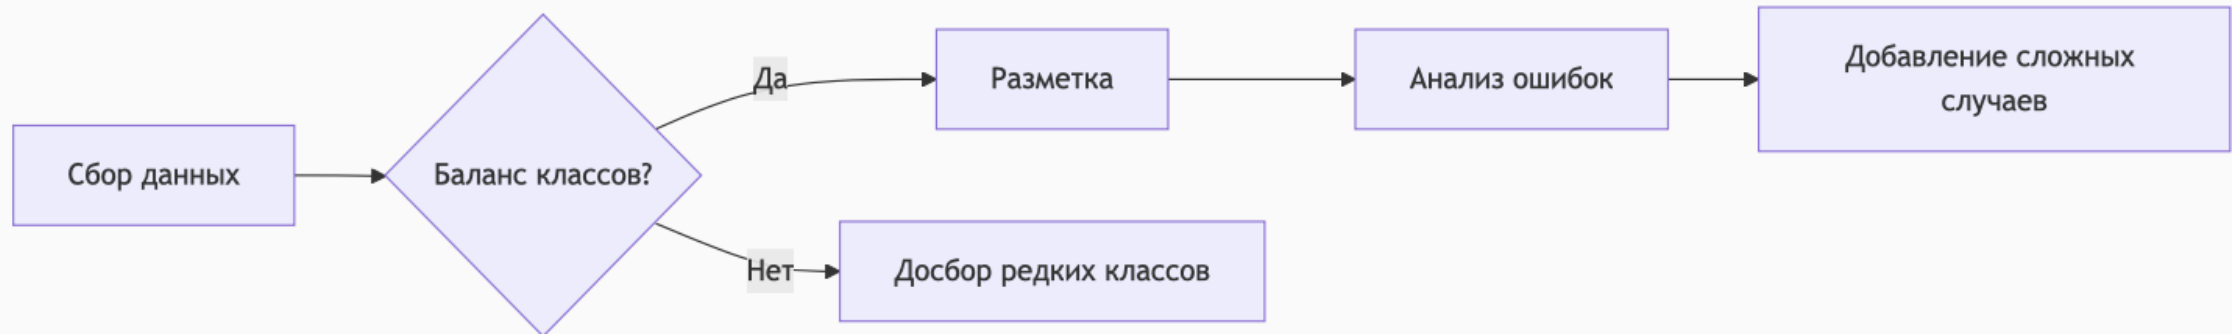 Сбор данных
Баланс классов?
Да
Разметка
Анализ ошибок
Добавление сложных
случаев
Нет
Досбор редких классов